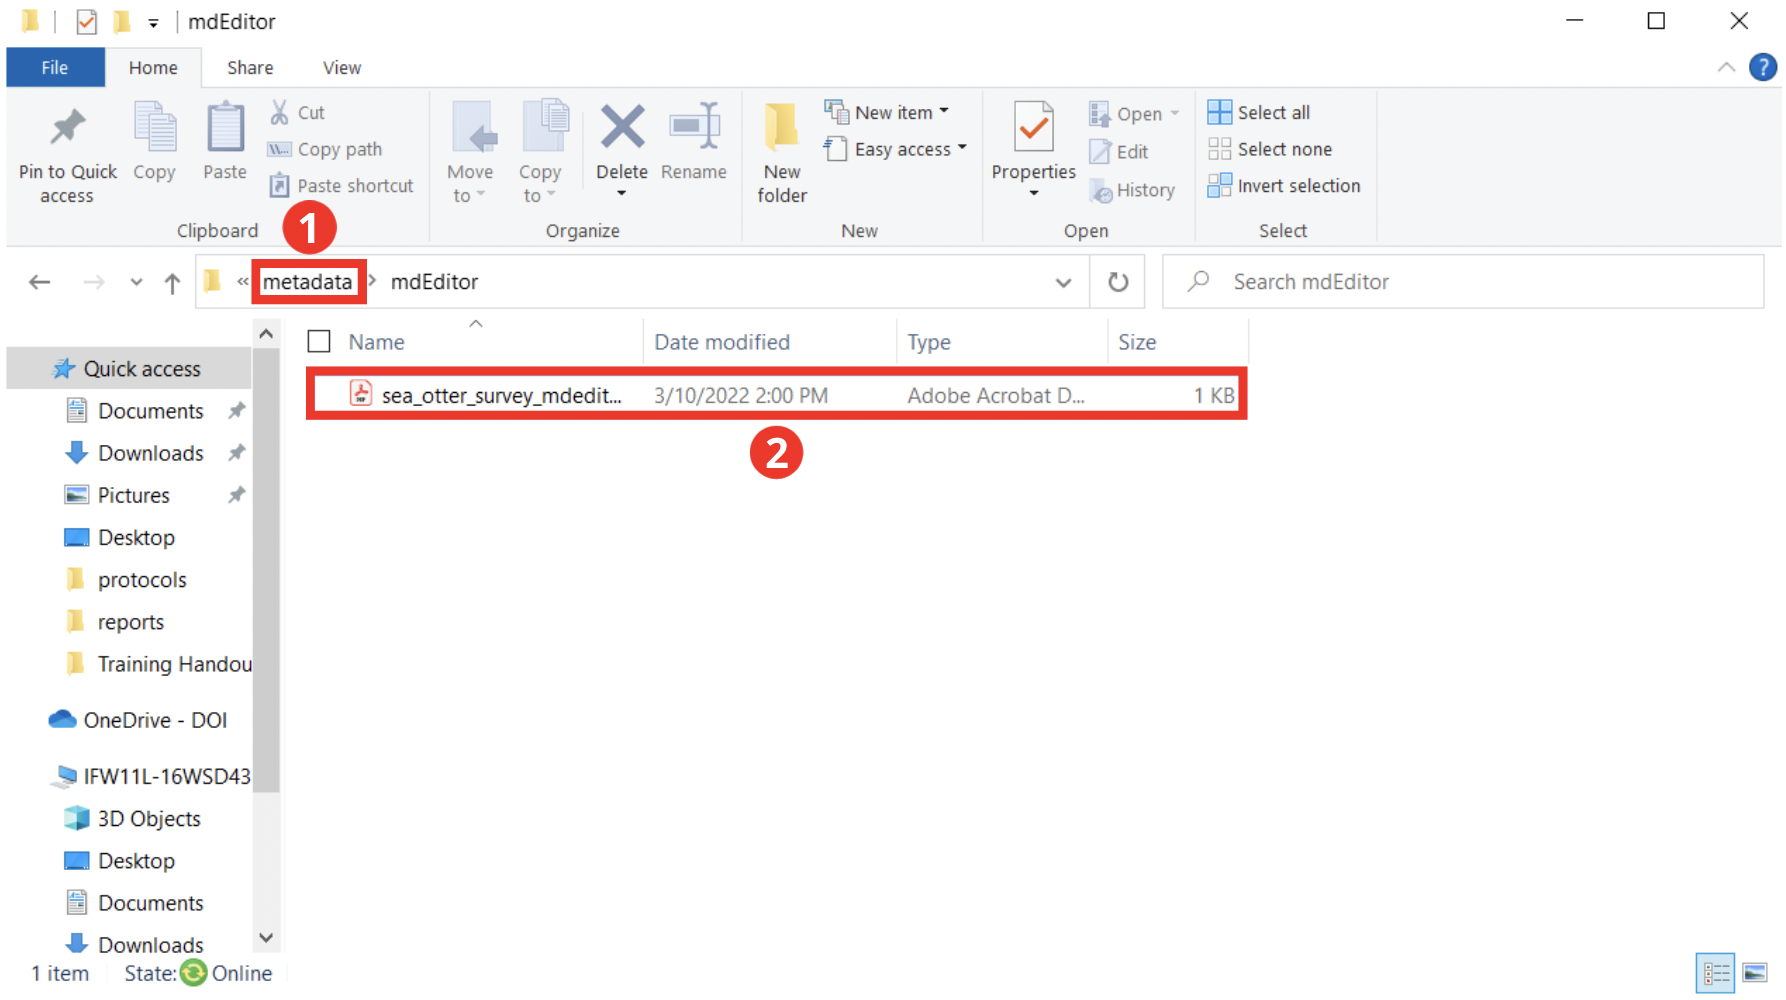 mdEditor
File Home Share View
Pin to Quick access
Copy
Paste
Cut
Copy path
Paste shortcut
Clipboard
Move to
Copy to
Delete
Rename
Organize
New folder
New item
Easy access
New
Properties
Open
Edit
History
Open
Select all
Select none
Invert selection
Select
1
« metadata › mdEditor
Search mdEditor
Name Date modified Type Size
sea_otter_survey_mdedit... 3/10/2022 2:00 PM Adobe Acrobat D... 1 KB
2
Quick access
Documents
Downloads
Pictures
Desktop
protocols
reports
Training Handou
OneDrive - DOI
IFW11L-16WSD43
3D Objects
Desktop
Documents
Downloads
1 item State: Online